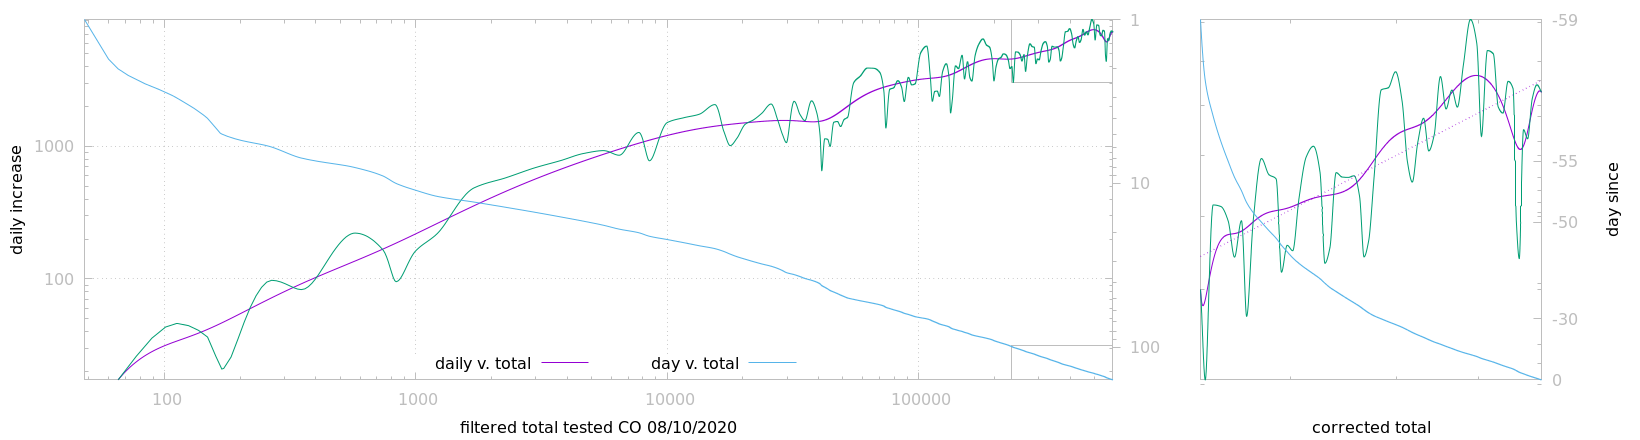 1
-59
1000
daily increase
10
-55
-50
day since
100
-30
daily v. total
day v. total
100
0
100
1000
10000
100000
filtered total tested CO 08/10/2020
corrected total